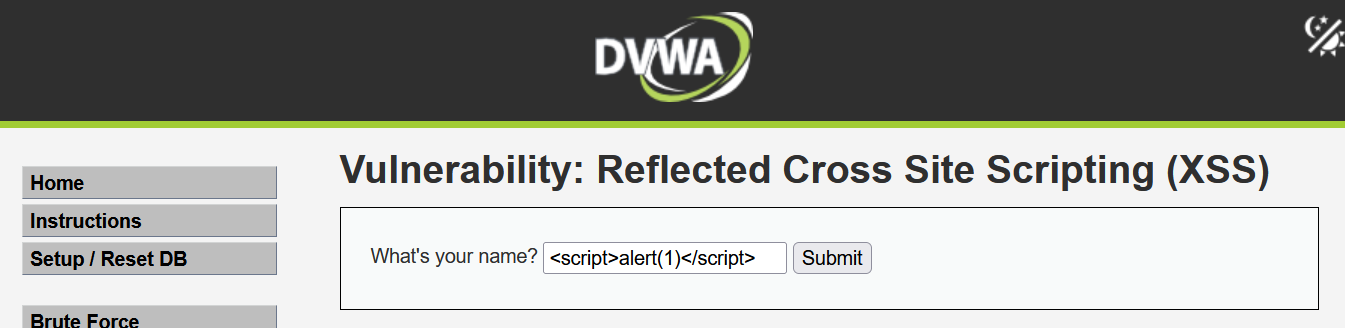 DVWA
Vulnerability: Reflected Cross Site Scripting (XSS)
Home
Instructions
Setup / Reset DB
Brute Force
What's your name? <script>alert(1)</script> Submit